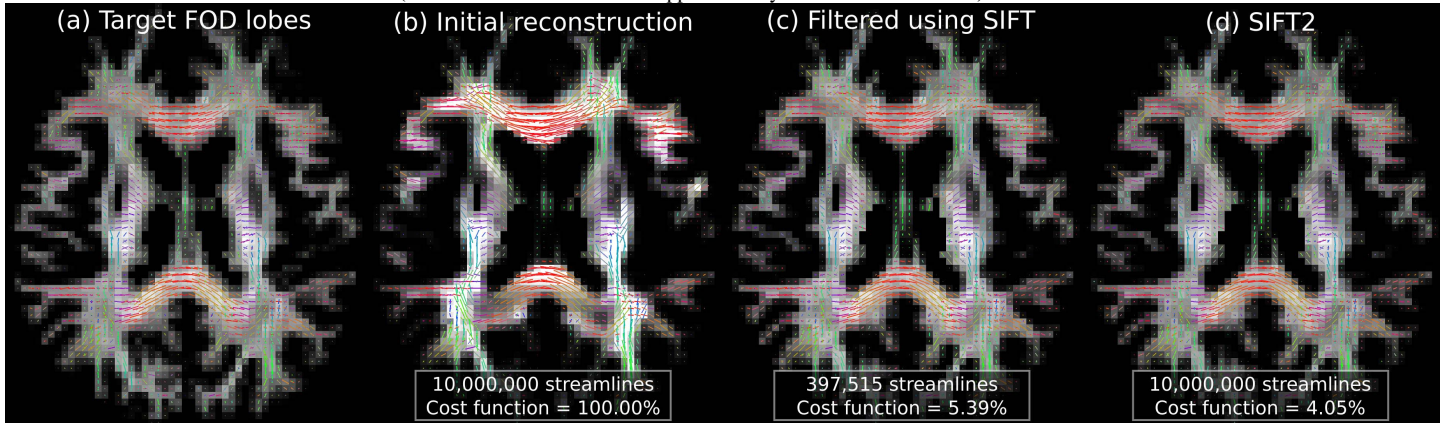 (a) Target FOD lobes
(b) Initial reconstruction
(c) Filtered using SIFT
(d) SIFT2
10,000,000 streamlines
Cost function = 100.00%
397,515 streamlines
Cost function = 5.39%
10,000,000 streamlines
Cost function = 4.05%